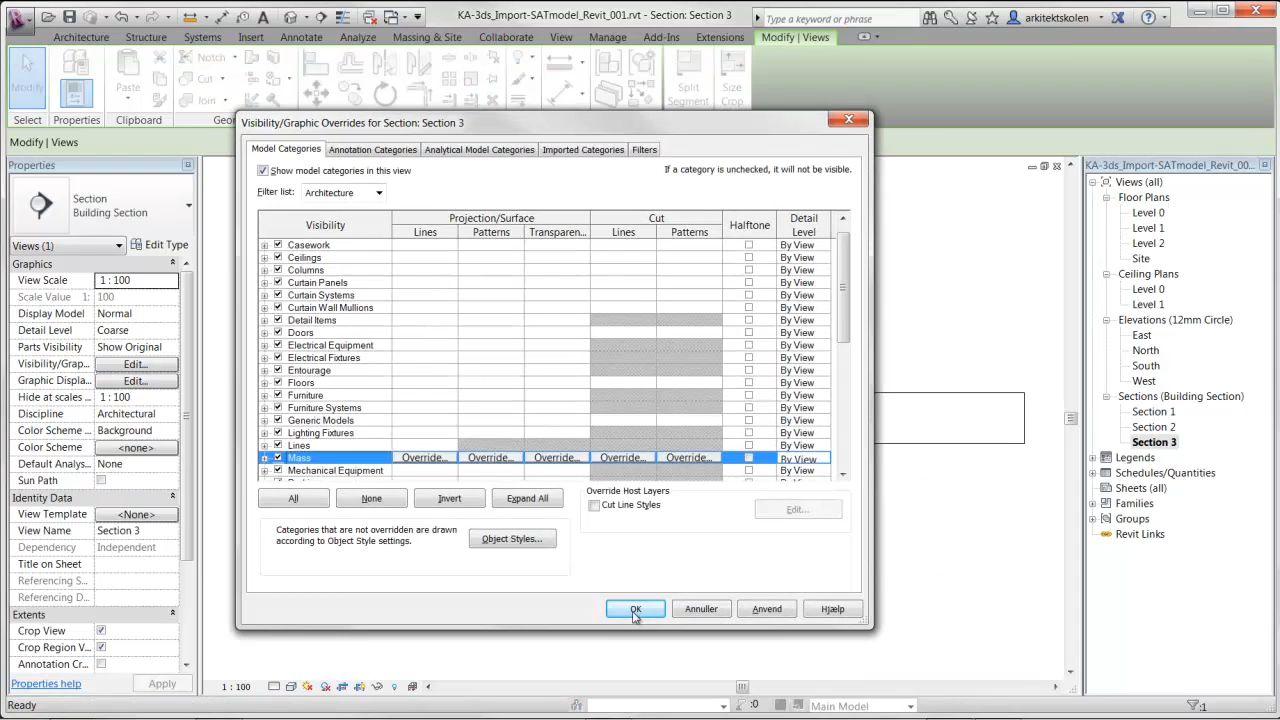 KA-3ds_Import-SATmodel_Revit_001.rvt - Section: Section 3
Type a keyword or phrase
arkitektskolen
Architecture Structure Systems Insert Annotate Analyze Massing & Site Collaborate View Manage Add-Ins Extensions Modify | Views
Modify
Paste
Notch
Cut
Join
Split Segment
Size Crop
Select Properties Clipboard
Modify | Views
Properties
Section
Building Section
Views (1)
Edit Type
Graphics
View Scale 1 : 100
Scale Value 1: 100
Display Model Normal
Detail Level Coarse
Parts Visibility Show Original
Visibility/Grap... Edit...
Graphic Displa... Edit...
Hide at scales ... 1 : 100
Discipline Architectural
Color Scheme ... Background
Color Scheme <none>
Default Analys... None
Sun Path
Identity Data
View Template <None>
View Name Section 3
Dependency Independent
Title on Sheet
Referencing S...
Referencing D...
Extents
Crop View
Crop Region V...
Annotation Cr...
Properties help
Apply
Visibility/Graphic Overrides for Section: Section 3
Model Categories Annotation Categories Analytical Model Categories Imported Categories Filters
Show model categories in this view
If a category is unchecked, it will not be visible.
Filter list: Architecture
Visibility Projection/Surface Cut Halftone Detail Level
Lines Patterns Transparen... Lines Patterns
Casework By View
Ceilings By View
Columns By View
Curtain Panels By View
Curtain Systems By View
Curtain Wall Mullions By View
Detail Items By View
Doors By View
Electrical Equipment By View
Electrical Fixtures By View
Entourage By View
Floors By View
Furniture By View
Furniture Systems By View
Generic Models By View
Lighting Fixtures By View
Lines By View
Mass Override... Override... Override... Override... Override... By View
Mechanical Equipment By View
All None Invert Expand All
Override Host Layers
Cut Line Styles
Edit...
Categories that are not overridden are drawn
according to Object Style settings.
Object Styles...
OK Annuller Anvend Hjælp
KA-3ds_Import-SATmodel_Revit_00...
Views (all)
Floor Plans
Level 0
Level 1
Level 2
Site
Ceiling Plans
Level 0
Level 1
Elevations (12mm Circle)
East
North
South
West
Sections (Building Section)
Section 1
Section 2
Section 3
Legends
Schedules/Quantities
Sheets (all)
Families
Groups
Revit Links
1 : 100
Ready
:0
Main Model
:1